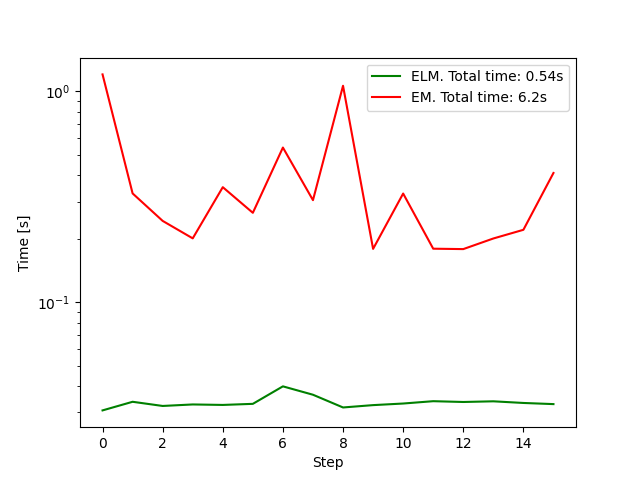 ELM. Total time: 0.54s
EM. Total time: 6.2s
10⁰
10⁻¹
Time [s]
0 2 4 6 8 10 12 14
Step